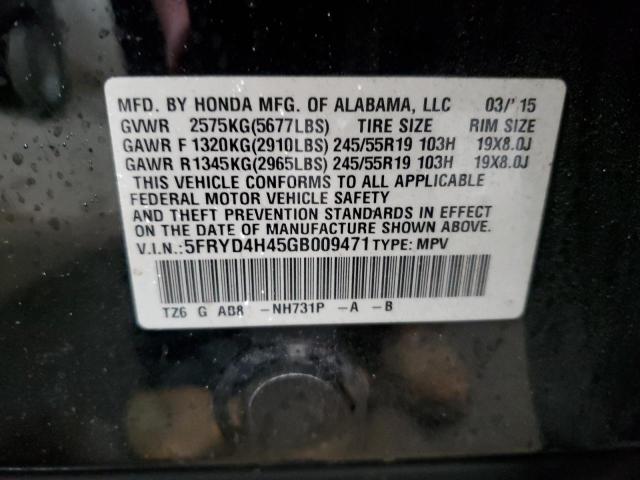 MFD. BY HONDA MFG. OF ALABAMA, LLC 03/'15
GVWR 2575KG(5677LBS) TIRE SIZE RIM SIZE
GAWR F 1320KG(2910LBS) 245/55R19 103H 19X8.0J
GAWR R1345KG(2965LBS) 245/55R19 103H 19X8.0J
THIS VEHICLE CONFORMS TO ALL APPLICABLE
FEDERAL MOTOR VEHICLE SAFETY
AND THEFT PREVENTION STANDARDS IN EFFECT
ON THE DATE OF MANUFACTURE SHOWN ABOVE.
V.I.N.:5FRYD4H45GB009471 TYPE: MPV
TZ6 G AB8 -NH731P -A -B